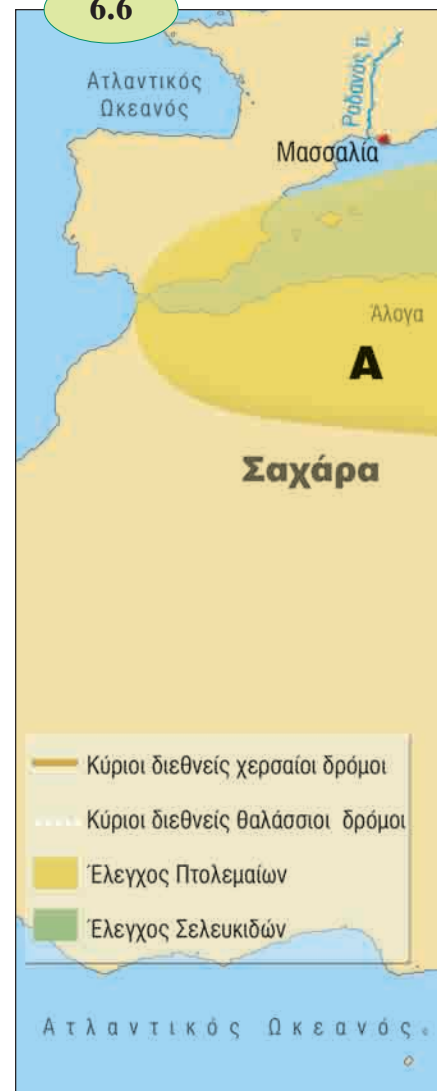 6.6
Ατλαντικός
Ωκεανός
Ροδανός π.
Μασσαλία
Άλογα
Α
Σαχάρα
Κύριοι διεθνείς χερσαίοι δρόμοι
Κύριοι διεθνείς θαλάσσιοι δρόμοι
Έλεγχος Πτολεμαίων
Έλεγχος Σελευκιδών
Ατλαντικός Ωκεανός